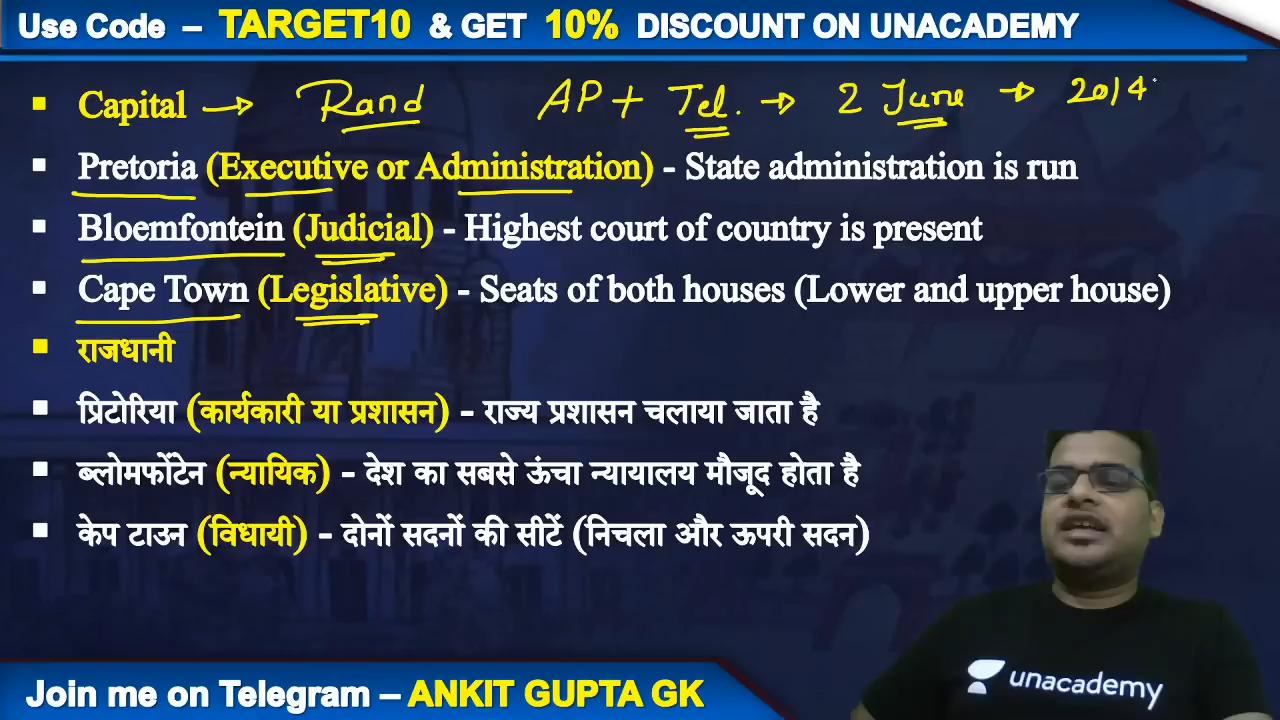 Use Code – TARGET10 & GET 10% DISCOUNT ON UNACADEMY
Capital → Rand AP + Tel. → 2 June → 2014
Pretoria (Executive or Administration) - State administration is run
Bloemfontein (Judicial) - Highest court of country is present
Cape Town (Legislative) - Seats of both houses (Lower and upper house)
राजधानी
प्रिटोरिया (कार्यकारी या प्रशासन) - राज्य प्रशासन चलाया जाता है
ब्लोमफोंटेन (न्यायिक) - देश का सबसे ऊंचा न्यायालय मौजूद होता है
केप टाउन (विधायी) - दोनों सदनों की सीटें (निचला और ऊपरी सदन)
unacademy
Join me on Telegram – ANKIT GUPTA GK